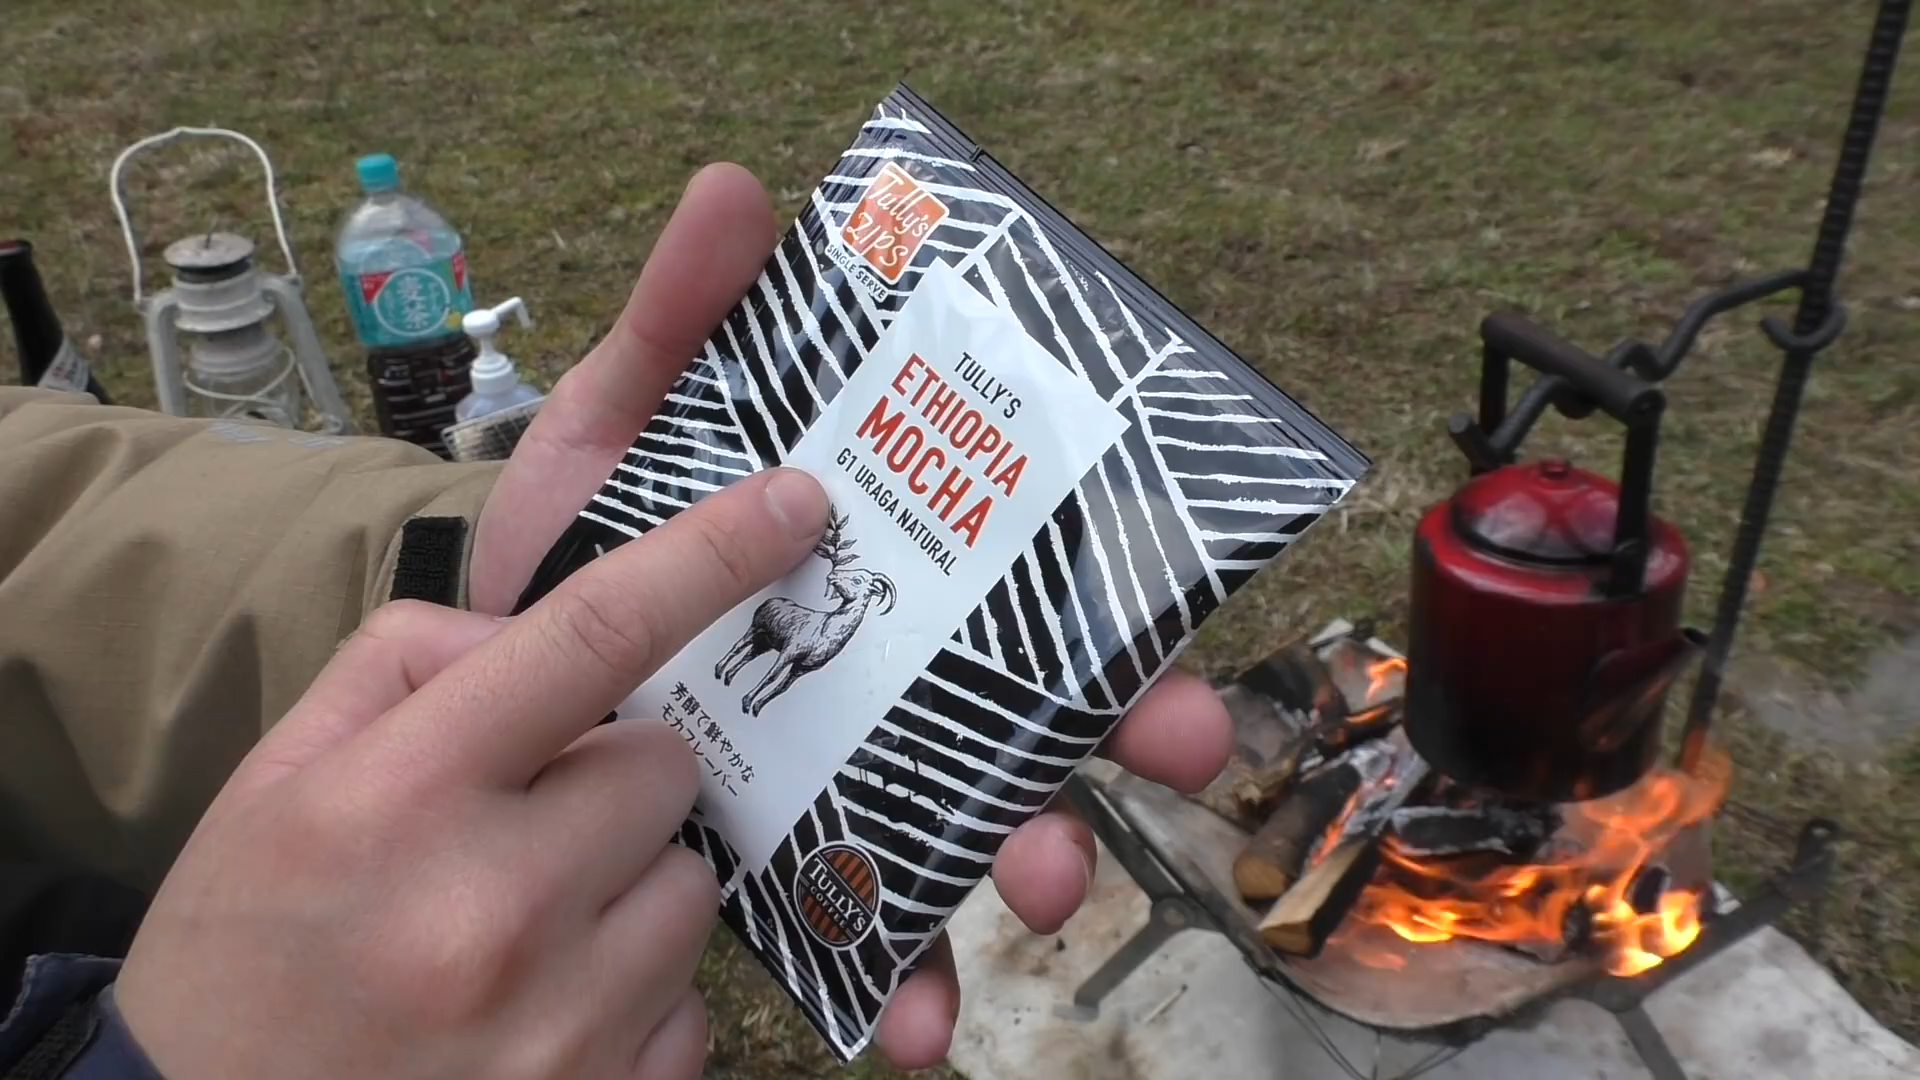 Tully's
ZIPS
SINGLE SERVE
TULLY'S
ETHIOPIA
MOCHA
G1 URAGA NATURAL
芳醇で鮮やかな
モカフレーバー
TULLY'S
COFFEE
麦茶